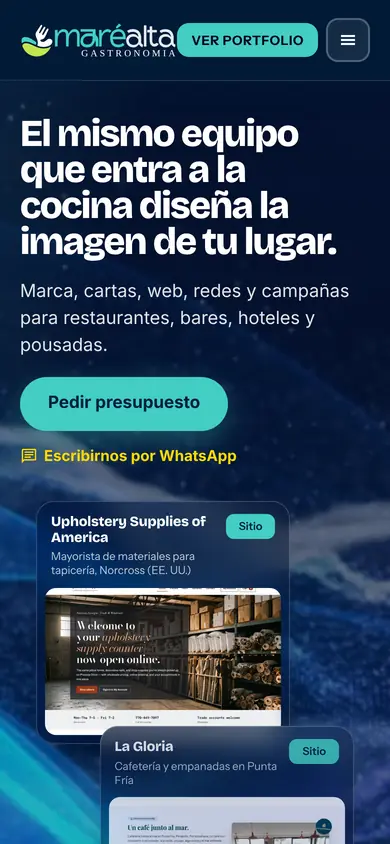 maréalta
GASTRONOMIA
VER PORTFOLIO
El mismo equipo
que entra a la
cocina diseña la
imagen de tu lugar.
Marca, cartas, web, redes y campañas
para restaurantes, bares, hoteles y
pousadas.
Pedir presupuesto
Escribirnos por WhatsApp
Upholstery Supplies of
America
Sitio
Mayorista de materiales para
tapicería, Norcross (EE. UU.)
Welcome to
your upholstery
supply counter
now open online.
La Gloria
Sitio
Cafetería y empanadas en Punta
Fría
Un café junto al mar.